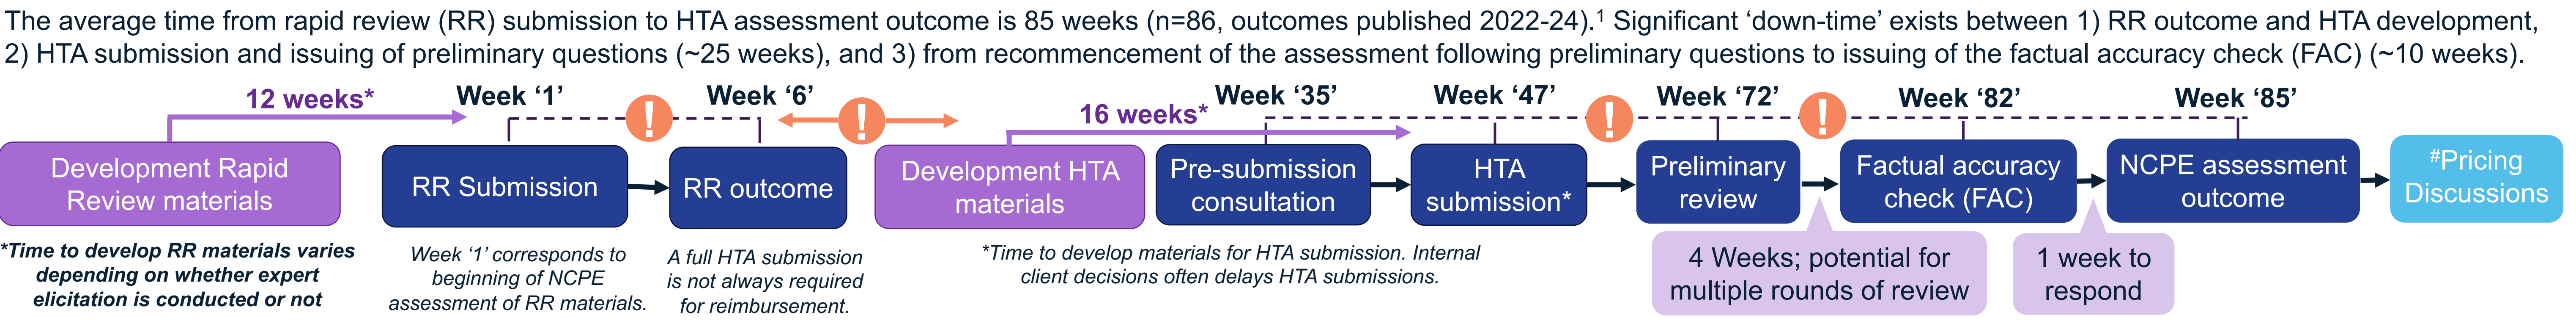 The average time from rapid review (RR) submission to HTA assessment outcome is 85 weeks (n=86, outcomes published 2022-24).¹ Significant ‘down-time’ exists between 1) RR outcome and HTA development,
2) HTA submission and issuing of preliminary questions (~25 weeks), and 3) from recommencement of the assessment following preliminary questions to issuing of the factual accuracy check (FAC) (~10 weeks).
12 weeks*
Week ‘1’
!
Week ‘6’
!
16 weeks*
Week ‘35’
Week ‘47’
!
Week ‘72’
!
Week ‘82’
Week ‘85’
Development Rapid
Review materials
RR Submission
RR outcome
Development HTA
materials
Pre-submission
consultation
HTA
submission*
Preliminary
review
Factual accuracy
check (FAC)
NCPE assessment
outcome
#Pricing
Discussions
*Time to develop RR materials varies
depending on whether expert
elicitation is conducted or not
Week ‘1’ corresponds to
beginning of NCPE
assessment of RR materials.
A full HTA submission
is not always required
for reimbursement.
*Time to develop materials for HTA submission. Internal
client decisions often delays HTA submissions.
4 Weeks; potential for
multiple rounds of review
1 week to
respond